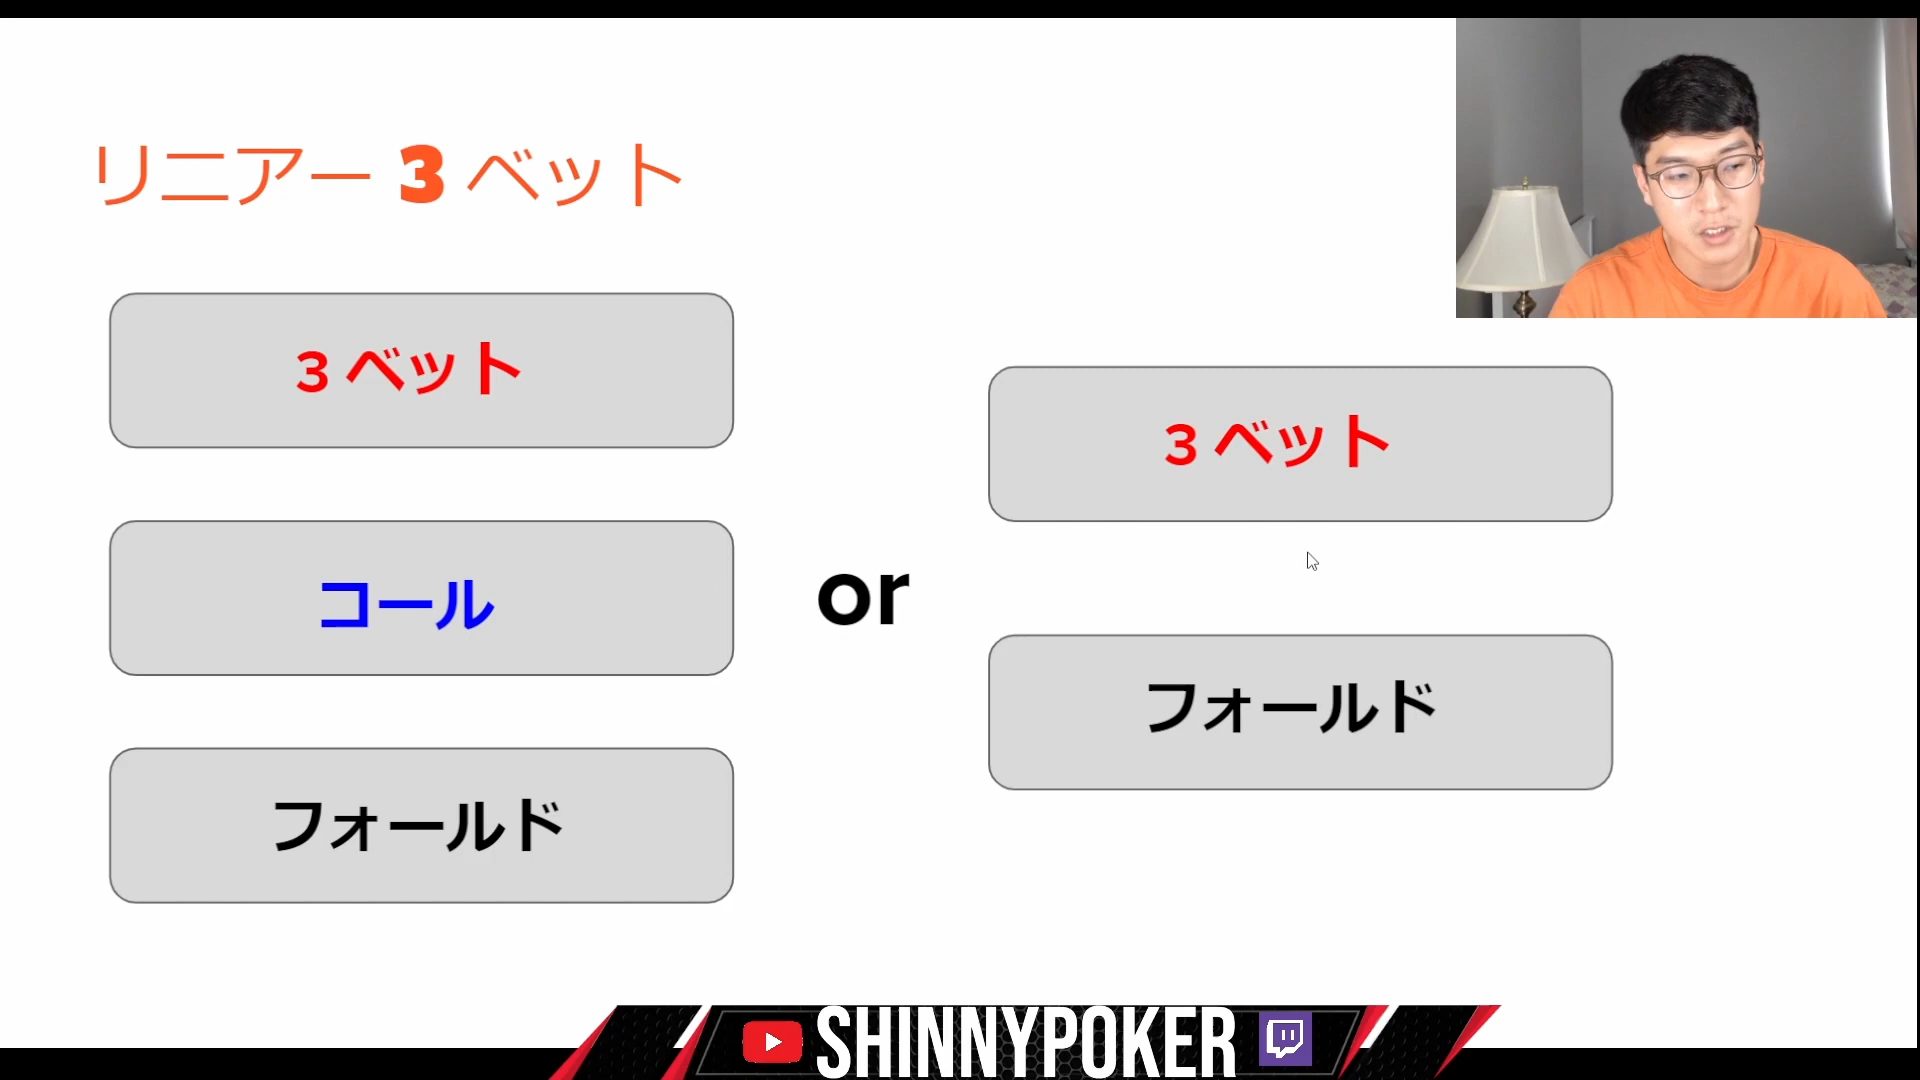 リニアー 3 ベット
3 ベット
コール
フォールド
or
3 ベット
フォールド
SHINNYPOKER